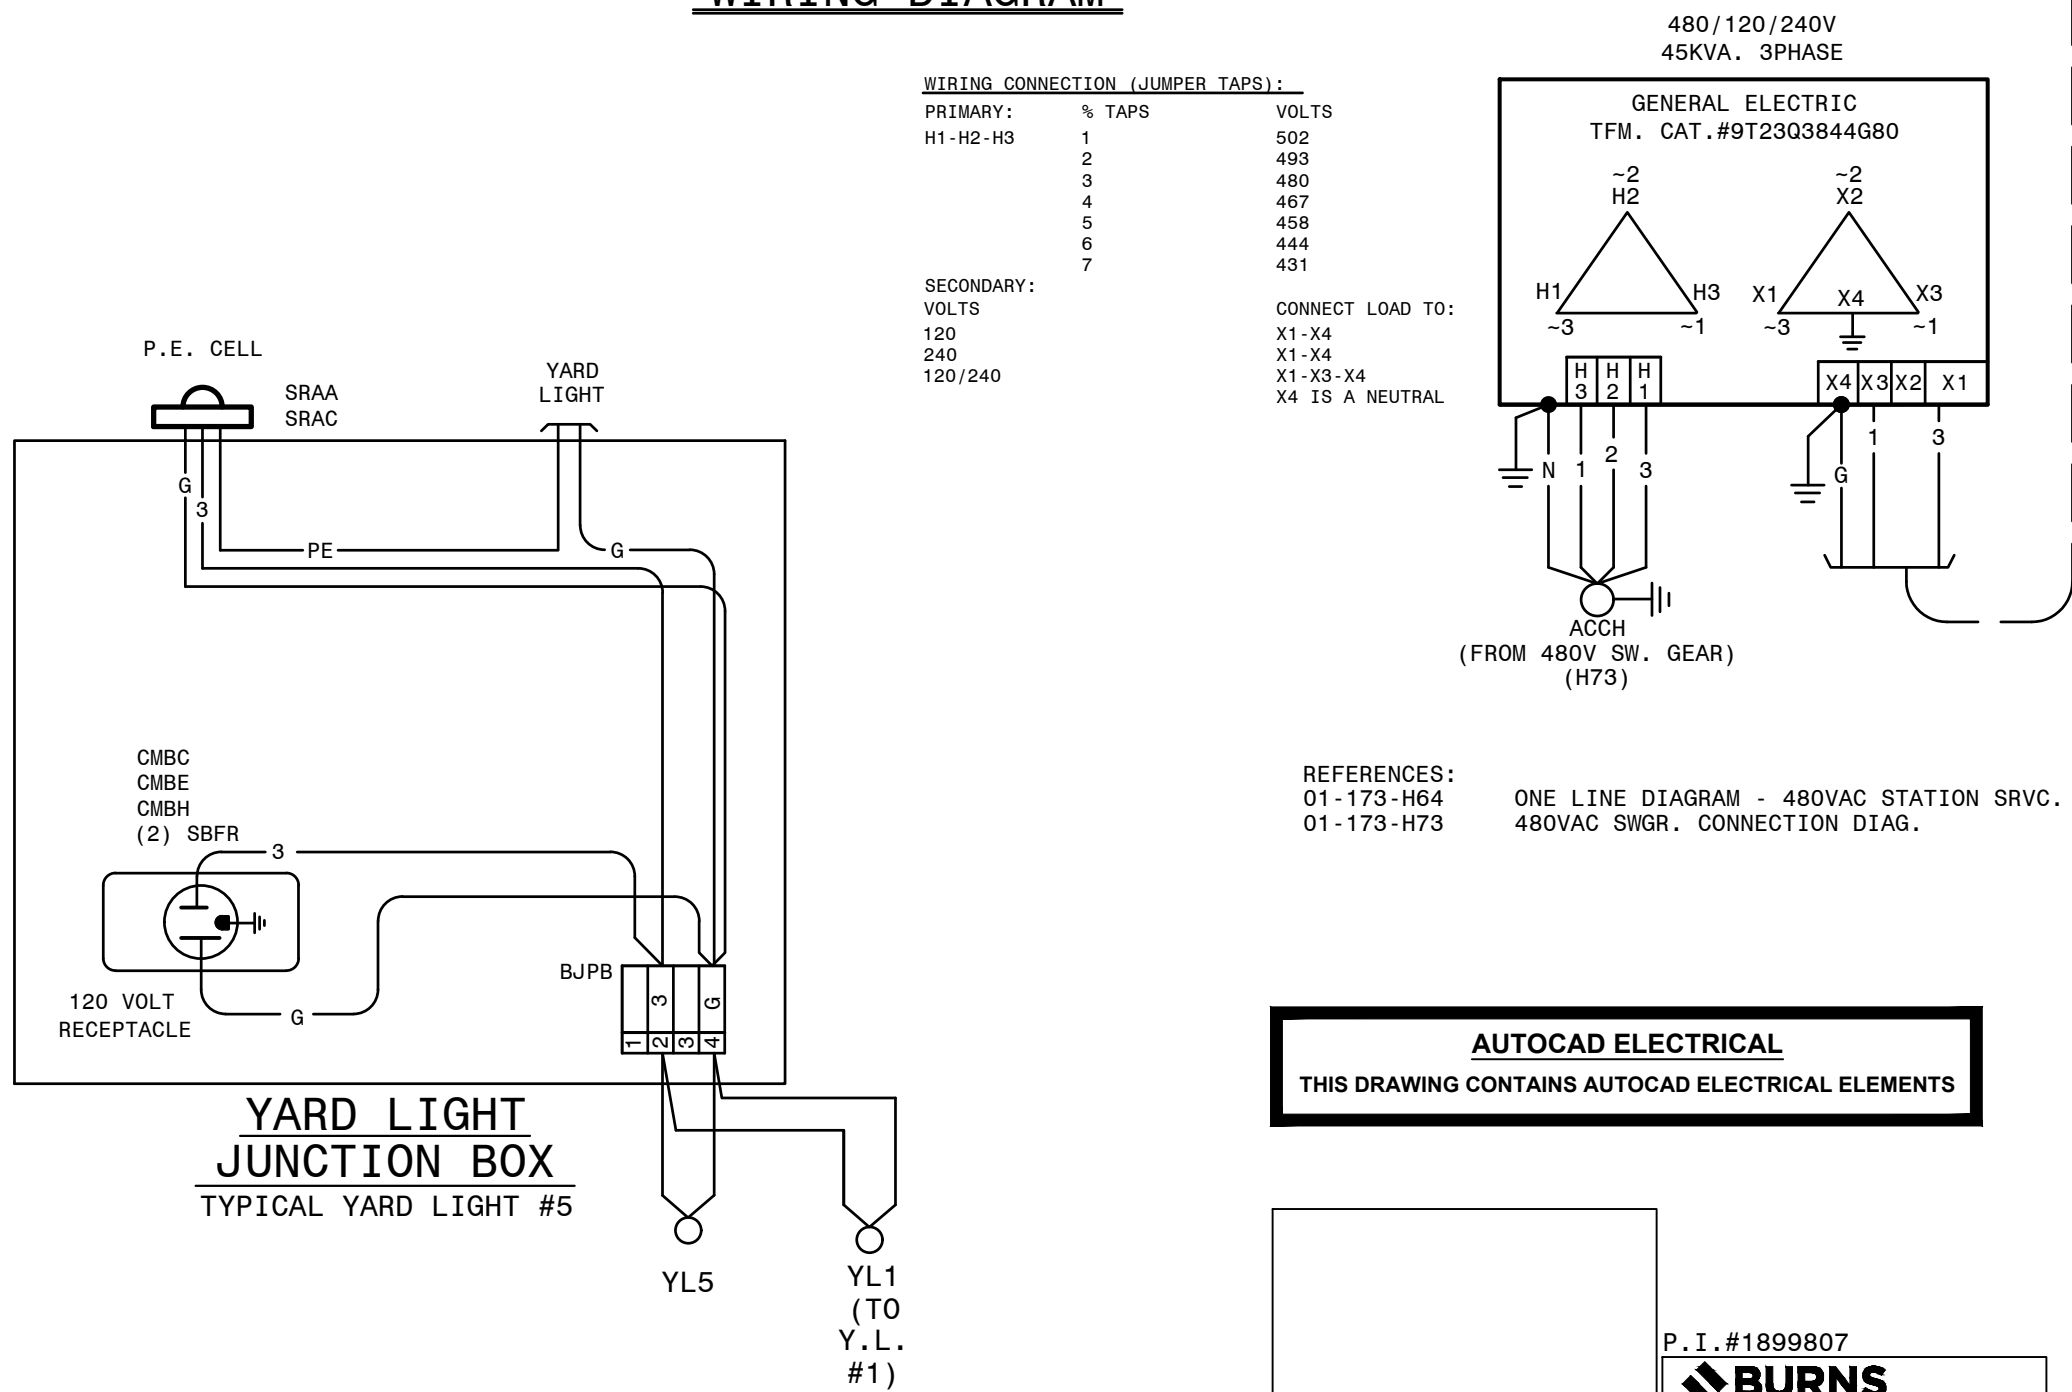 WIRING DIAGRAM
480/120/240V
45KVA. 3PHASE
GENERAL ELECTRIC
TFM. CAT.#9T23Q3844G80
~2 ~2
H2 X2
H1 H3 X1 X4 X3
~3 ~1 ~3 ~1
H3 H2 H1 X4 X3 X2 X1
N 1 2 3 G 1 3
ACCH
(FROM 480V SW. GEAR)
(H73)
WIRING CONNECTION (JUMPER TAPS):
PRIMARY: % TAPS VOLTS
H1-H2-H3 1 502
2 493
3 480
4 467
5 458
6 444
7 431
SECONDARY:
VOLTS CONNECT LOAD TO:
120 X1-X4
240 X1-X4
120/240 X1-X3-X4
X4 IS A NEUTRAL
P.E. CELL
SRAA
SRAC
YARD
LIGHT
G
3
PE G
CMBC
CMBE
CMBH
(2) SBFR
3
120 VOLT
RECEPTACLE
G
BJPB
3 G
1 2 3 4
YARD LIGHT
JUNCTION BOX
TYPICAL YARD LIGHT #5
YL5
YL1
(TO
Y.L.
#1)
REFERENCES:
01-173-H64 ONE LINE DIAGRAM - 480VAC STATION SRVC.
01-173-H73 480VAC SWGR. CONNECTION DIAG.
AUTOCAD ELECTRICAL
THIS DRAWING CONTAINS AUTOCAD ELECTRICAL ELEMENTS
P.I.#1899807
BURNS